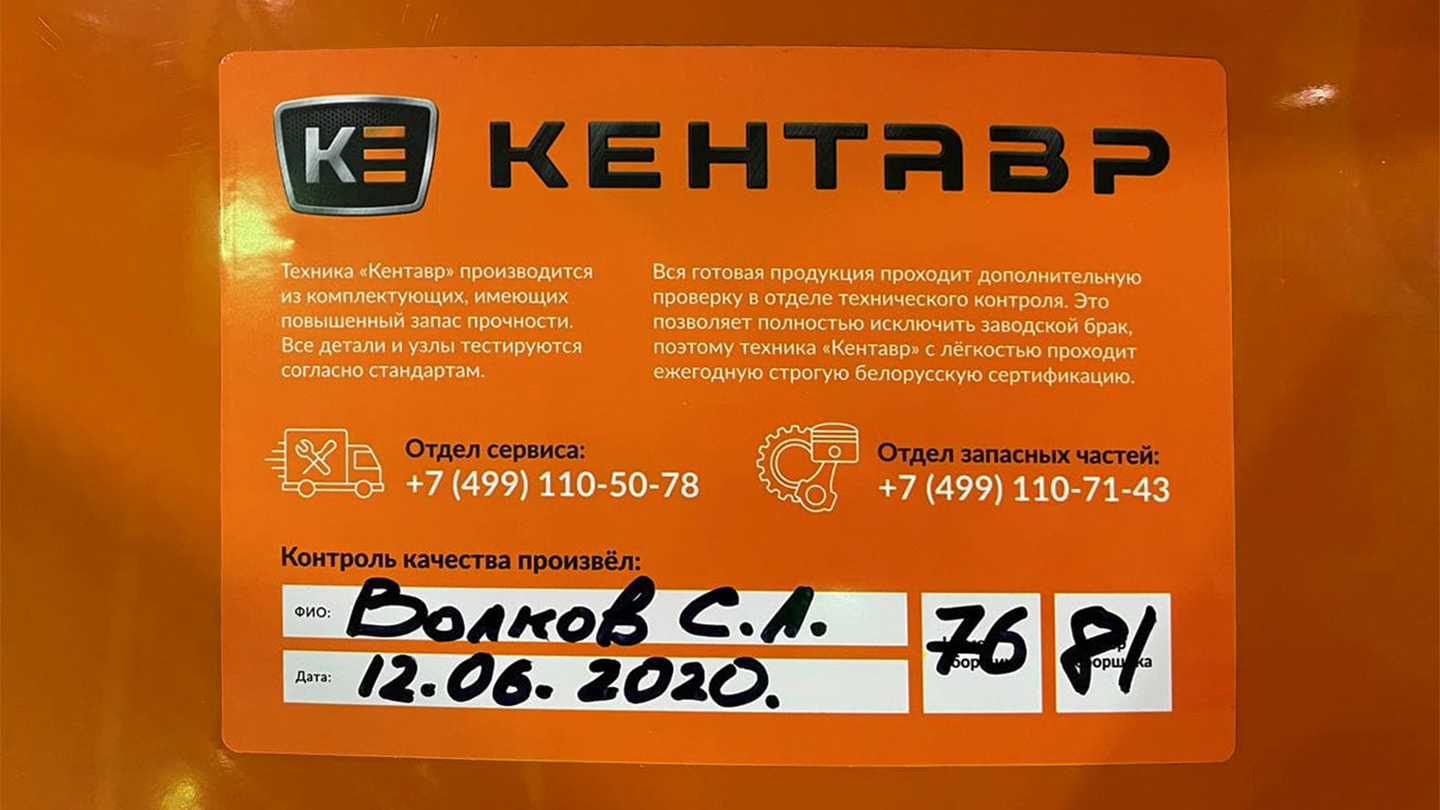 КЕ КЕНТАВР
Техника «Кентавр» производится
из комплектующих, имеющих
повышенный запас прочности.
Все детали и узлы тестируются
согласно стандартам.
Вся готовая продукция проходит дополнительную
проверку в отделе технического контроля. Это
позволяет полностью исключить заводской брак,
поэтому техника «Кентавр» с лёгкостью проходит
ежегодную строгую белорусскую сертификацию.
Отдел сервиса:
+7 (499) 110-50-78
Отдел запасных частей:
+7 (499) 110-71-43
Контроль качества произвёл:
ФИО: Волков С.Л.
Дата: 12.06.2020.
76
81